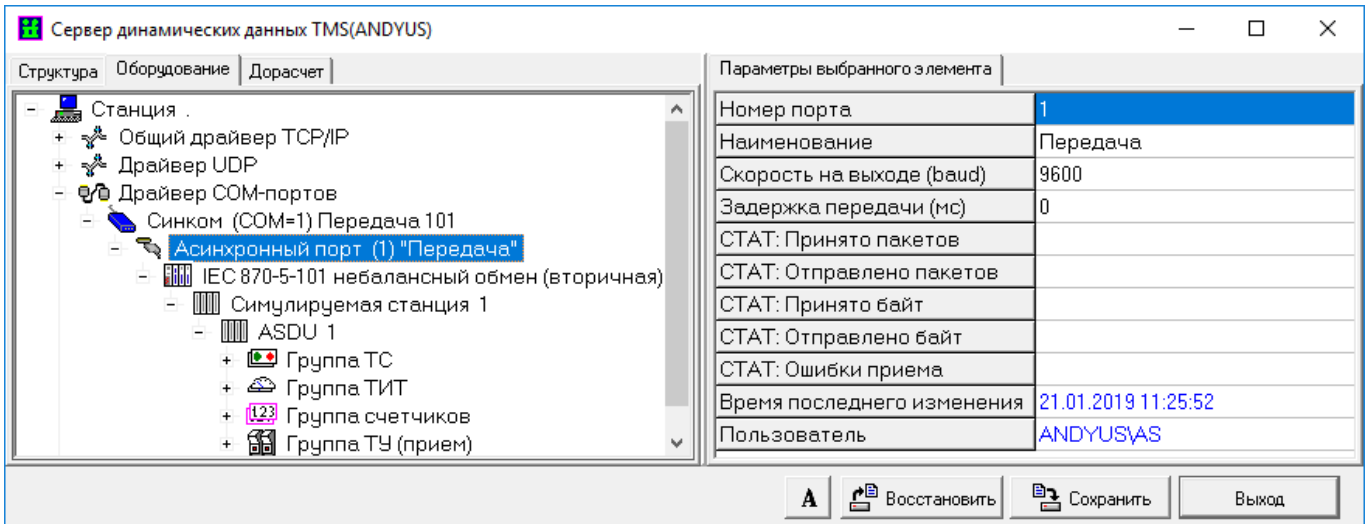 Сервер динамических данных TMS(ANDYUS)
Структура Оборудование Дорасчет
Станция .
Общий драйвер TCP/IP
Драйвер UDP
Драйвер COM-портов
Синком (COM=1) Передача 101
Асинхронный порт (1) "Передача"
IEC 870-5-101 небалансный обмен (вторичная)
Симулируемая станция 1
ASDU 1
Группа ТС
Группа ТИТ
123 Группа счетчиков
Группа ТУ (прием)
Параметры выбранного элемента
Номер порта 1
Наименование Передача
Скорость на выходе (baud) 9600
Задержка передачи (мс) 0
СТАТ: Принято пакетов
СТАТ: Отправлено пакетов
СТАТ: Принято байт
СТАТ: Отправлено байт
СТАТ: Ошибки приема
Время последнего изменения 21.01.2019 11:25:52
Пользователь ANDYUS\AS
A Восстановить Сохранить Выход